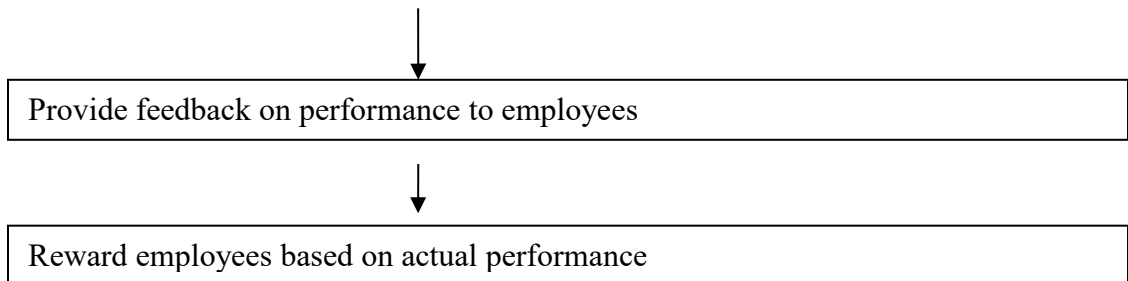 Provide feedback on performance to employees
Reward employees based on actual performance